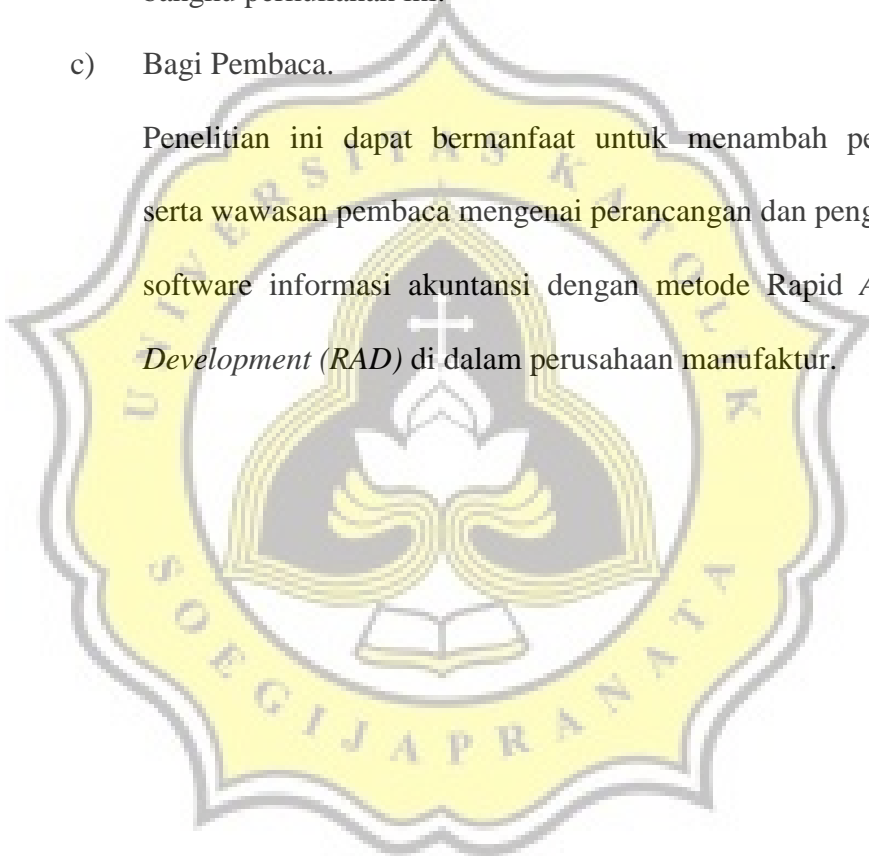 c) Bagi Pembaca.
Penelitian ini dapat bermanfaat untuk menambah
serta wawasan pembaca mengenai perancangan dan
software informasi akuntansi dengan metode Rapid
Development (RAD) di dalam perusahaan manufaktur.
UNIVERSITAS KATOLIK
SOEGIJAPRANATA